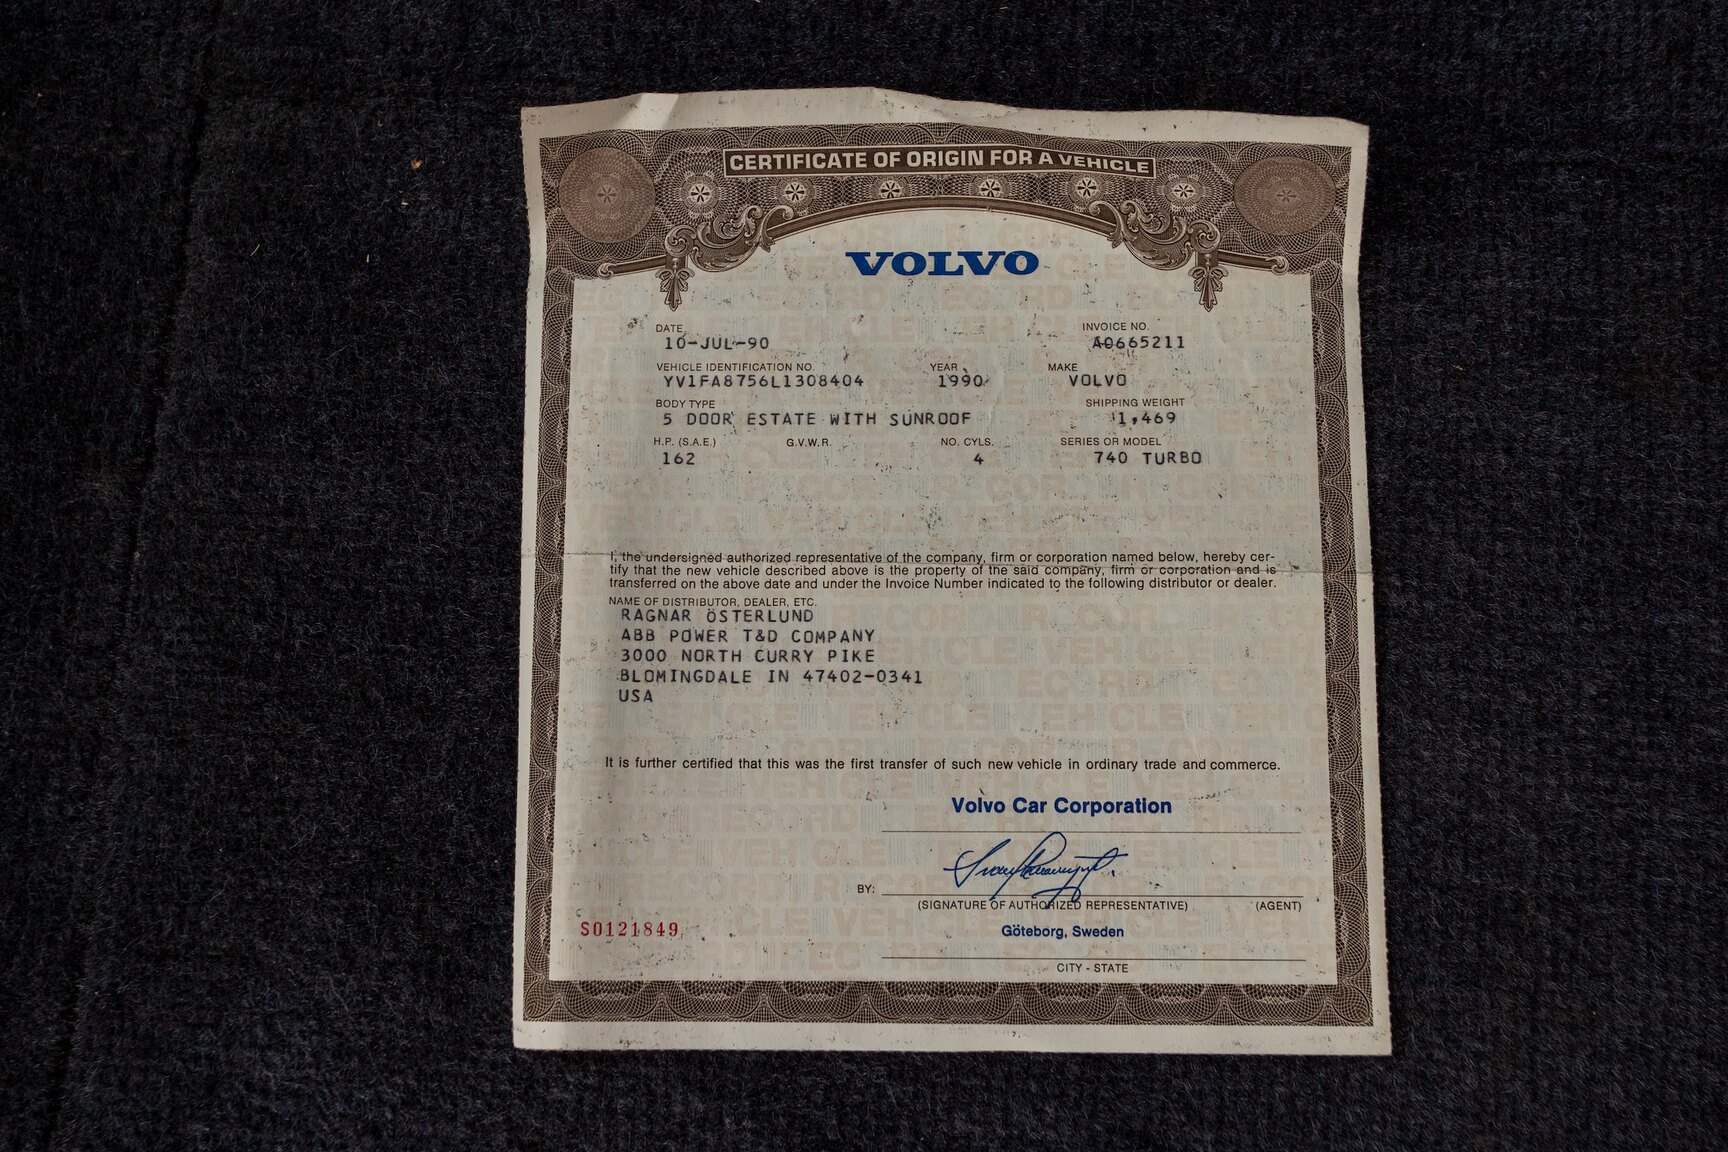 CERTIFICATE OF ORIGIN FOR A VEHICLE
VOLVO
DATE INVOICE NO.
10-JUL-90 A0665211
VEHICLE IDENTIFICATION NO. YEAR MAKE
YV1FA8756L1308404 1990 VOLVO
BODY TYPE SHIPPING WEIGHT
5 DOOR ESTATE WITH SUNROOF 1,469
H.P. (S.A.E.) G.V.W.R. NO. CYLS. SERIES OR MODEL
162 4 740 TURBO
I, the undersigned authorized representative of the company, firm or corporation named below, hereby cer-
tify that the new vehicle described above is the property of the said company, firm or corporation and is
transferred on the above date and under the Invoice Number indicated to the following distributor or dealer.
NAME OF DISTRIBUTOR, DEALER, ETC.
RAGNAR ÖSTERLUND
ABB POWER T&D COMPANY
3000 NORTH CURRY PIKE
BLOMINGDALE IN 47402-0341
USA
It is further certified that this was the first transfer of such new vehicle in ordinary trade and commerce.
Volvo Car Corporation
BY:
(SIGNATURE OF AUTHORIZED REPRESENTATIVE) (AGENT)
S0121849
Göteborg, Sweden
CITY - STATE